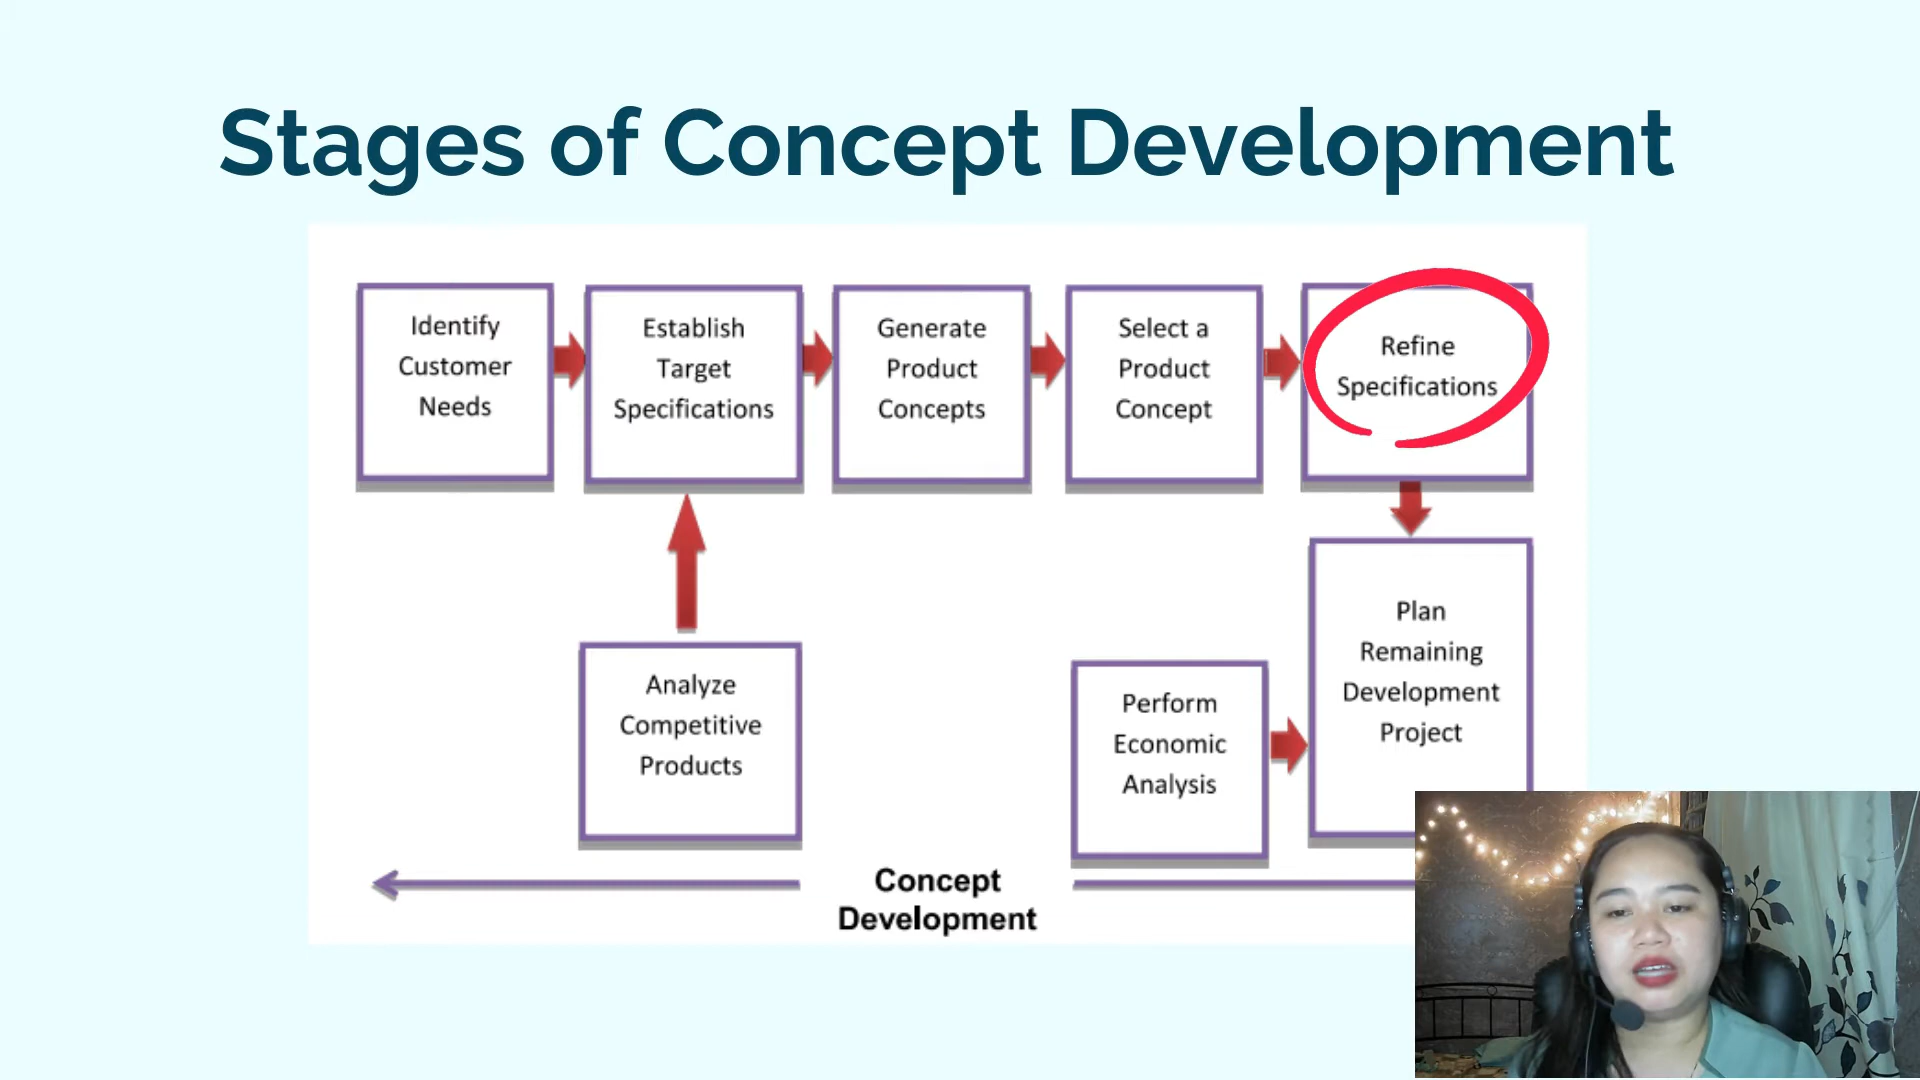 Stages of Concept Development
Identify
Customer
Needs
Establish
Target
Specifications
Generate
Product
Concepts
Select a
Product
Concept
Refine
Specifications
Analyze
Competitive
Products
Perform
Economic
Analysis
Plan
Remaining
Development
Project
Concept
Development